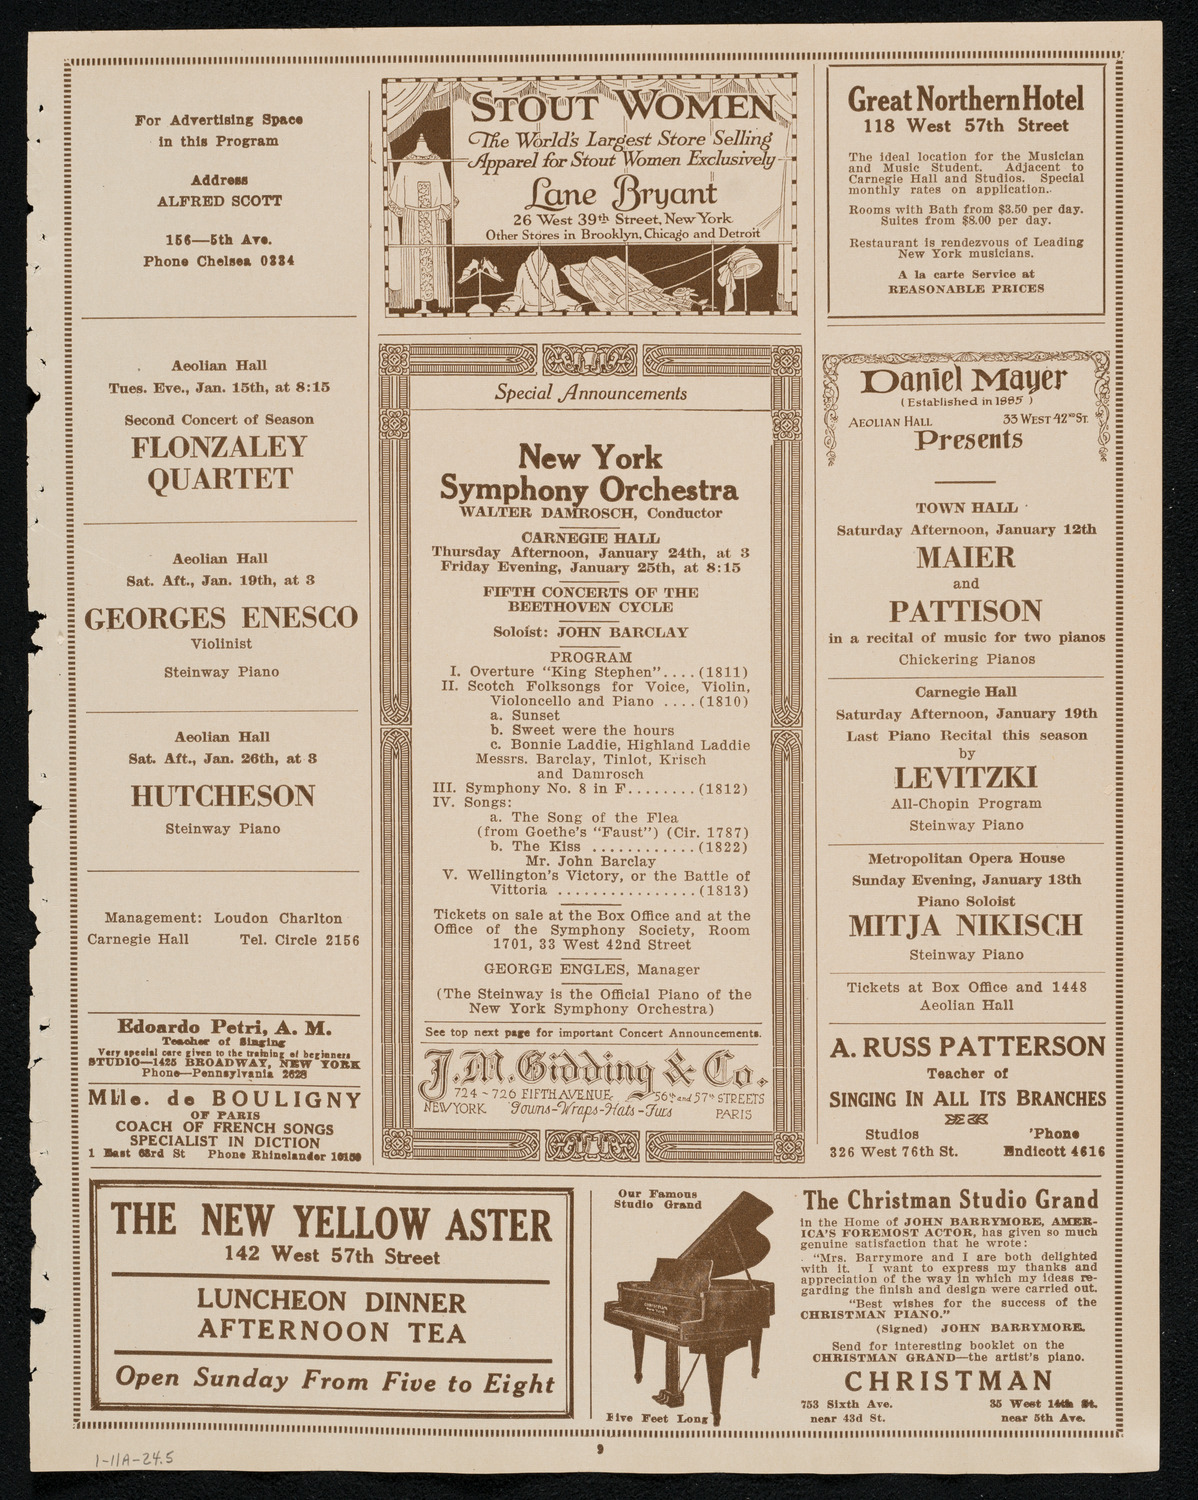 For Advertising Space
in this Program
Address
ALFRED SCOTT
156—5th Ave.
Phone Chelsea 0334
Aeolian Hall
Tues. Eve., Jan. 15th, at 8:15
Second Concert of Season
FLONZALEY
QUARTET
Aeolian Hall
Sat. Aft., Jan. 19th, at 3
GEORGES ENESCO
Violinist
Steinway Piano
Aeolian Hall
Sat. Aft., Jan. 26th, at 3
HUTCHESON
Steinway Piano
Management: Loudon Charlton
Carnegie Hall Tel. Circle 2156
Edoardo Petri, A. M.
Teacher of Singing
Very special care given to the training of beginners
STUDIO—1425 BROADWAY, NEW YORK
Phone—Pennsylvania 2628
Mlle. de BOULIGNY
OF PARIS
COACH OF FRENCH SONGS
SPECIALIST IN DICTION
1 East 63rd St Phone Rhinelander
STOUT WOMEN
The World's Largest Store Selling
Apparel for Stout Women Exclusively
Lane Bryant
26 West 39th Street, New York
Other Stores in Brooklyn, Chicago and Detroit
Special Announcements
New York
Symphony Orchestra
WALTER DAMROSCH, Conductor
CARNEGIE HALL
Thursday Afternoon, January 24th, at 3
Friday Evening, January 25th, at 8:15
FIFTH CONCERTS OF THE
BEETHOVEN CYCLE
Soloist: JOHN BARCLAY
PROGRAM
I. Overture "King Stephen"....(1811)
II. Scotch Folksongs for Voice, Violin,
Violoncello and Piano ....(1810)
a. Sunset
b. Sweet were the hours
c. Bonnie Laddie, Highland Laddie
Messrs. Barclay, Tinlot, Krisch
and Damrosch
III. Symphony No. 8 in F........(1812)
IV. Songs:
a. The Song of the Flea
(from Goethe's "Faust") (Cir. 1787)
b. The Kiss ............(1822)
Mr. John Barclay
V. Wellington's Victory, or the Battle of
Vittoria ................(1813)
Tickets on sale at the Box Office and at the
Office of the Symphony Society, Room
1701, 33 West 42nd Street
GEORGE ENGLES, Manager
(The Steinway is the Official Piano of the
New York Symphony Orchestra)
See top next page for important Concert Announcements.
J. M. Gidding & Co.
724-726 FIFTH AVENUE, 56th and 57th STREETS
NEW YORK Gowns-Wraps-Hats-Furs PARIS
Great Northern Hotel
118 West 57th Street
The ideal location for the Musician
and Music Student. Adjacent to
Carnegie Hall and Studios. Special
monthly rates on application.
Rooms with Bath from $3.50 per day.
Suites from $8.00 per day.
Restaurant is rendezvous of Leading
New York musicians.
A la carte Service at
REASONABLE PRICES
Daniel Mayer
(Established in 1885)
AEOLIAN HALL 33 WEST 42ND ST.
Presents
TOWN HALL
Saturday Afternoon, January 12th
MAIER
and
PATTISON
in a recital of music for two pianos
Chickering Pianos
Carnegie Hall
Saturday Afternoon, January 19th
Last Piano Recital this season
by
LEVITZKI
All-Chopin Program
Steinway Piano
Metropolitan Opera House
Sunday Evening, January 13th
Piano Soloist
MITJA NIKISCH
Steinway Piano
Tickets at Box Office and 1448
Aeolian Hall
A. RUSS PATTERSON
Teacher of
SINGING IN ALL ITS BRANCHES
Studios 'Phone
326 West 76th St. Endicott 4616
THE NEW YELLOW ASTER
142 West 57th Street
LUNCHEON DINNER
AFTERNOON TEA
Open Sunday From Five to Eight
Our Famous
Studio Grand
CHRISTMAN
Five Feet Long
The Christman Studio Grand
in the Home of JOHN BARRYMORE, AMER-
ICA'S FOREMOST ACTOR, has given so much
genuine satisfaction that he wrote:
"Mrs. Barrymore and I are both delighted
with it. I want to express my thanks and
appreciation of the way in which my ideas re-
garding the finish and design were carried out.
"Best wishes for the success of the
CHRISTMAN PIANO."
(Signed) JOHN BARRYMORE.
Send for interesting booklet on the
CHRISTMAN GRAND—the artist's piano.
CHRISTMAN
753 Sixth Ave. 35 West 14th St.
near 43d St. near 5th Ave.
9
1-11A-24.5